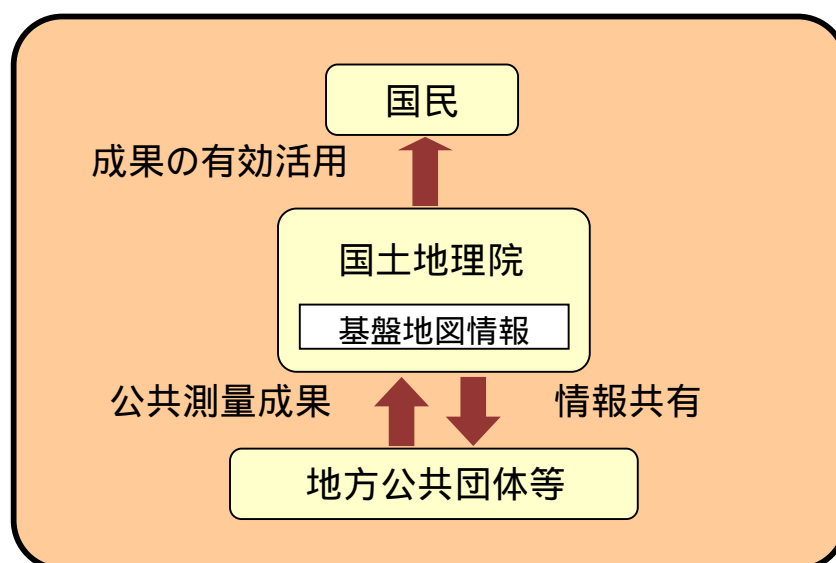 国民
成果の有効活用
国土地理院
基盤地図情報
公共測量成果
情報共有
地方公共団体等